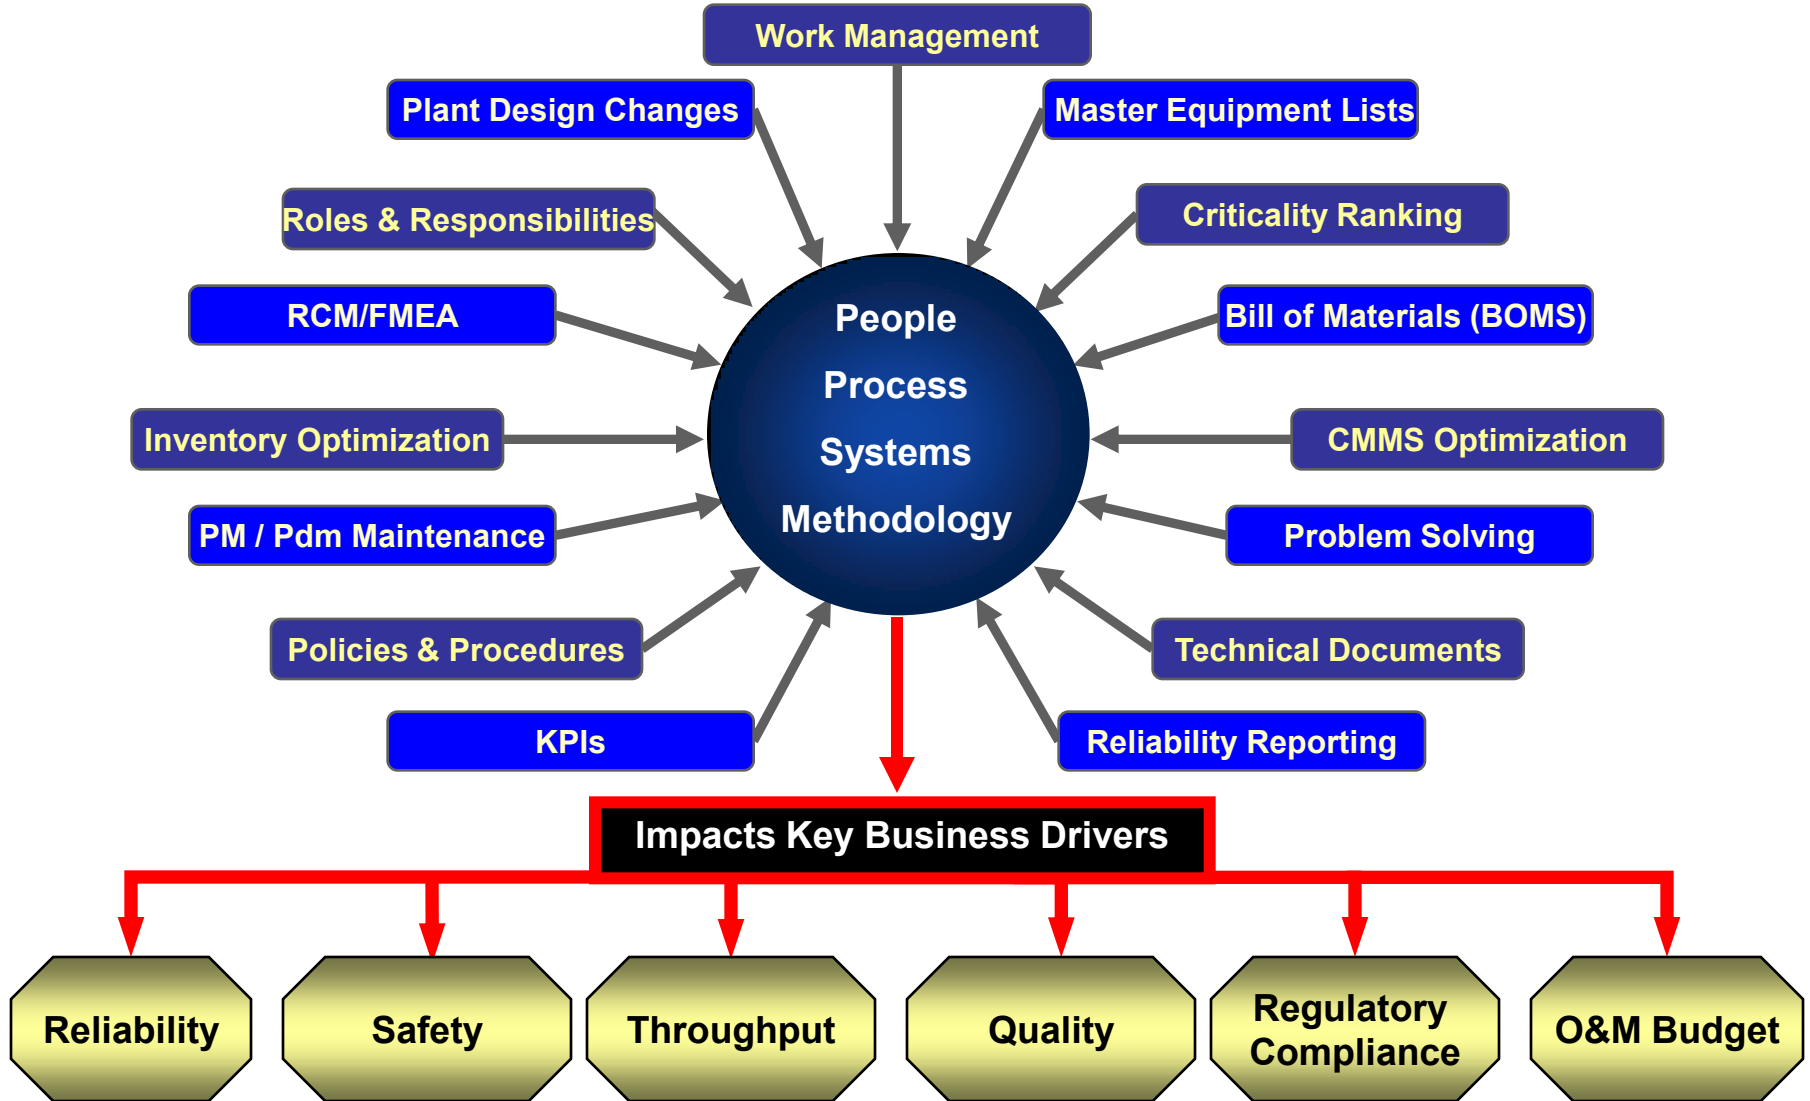 Work Management
Plant Design Changes
Master Equipment Lists
Roles & Responsibilities
Criticality Ranking
RCM/FMEA
Bill of Materials (BOMS)
People
Process
Systems
Methodology
Inventory Optimization
CMMS Optimization
PM / Pdm Maintenance
Problem Solving
Policies & Procedures
Technical Documents
KPIs
Reliability Reporting
Impacts Key Business Drivers
Reliability
Safety
Throughput
Quality
Regulatory
Compliance
O&M Budget